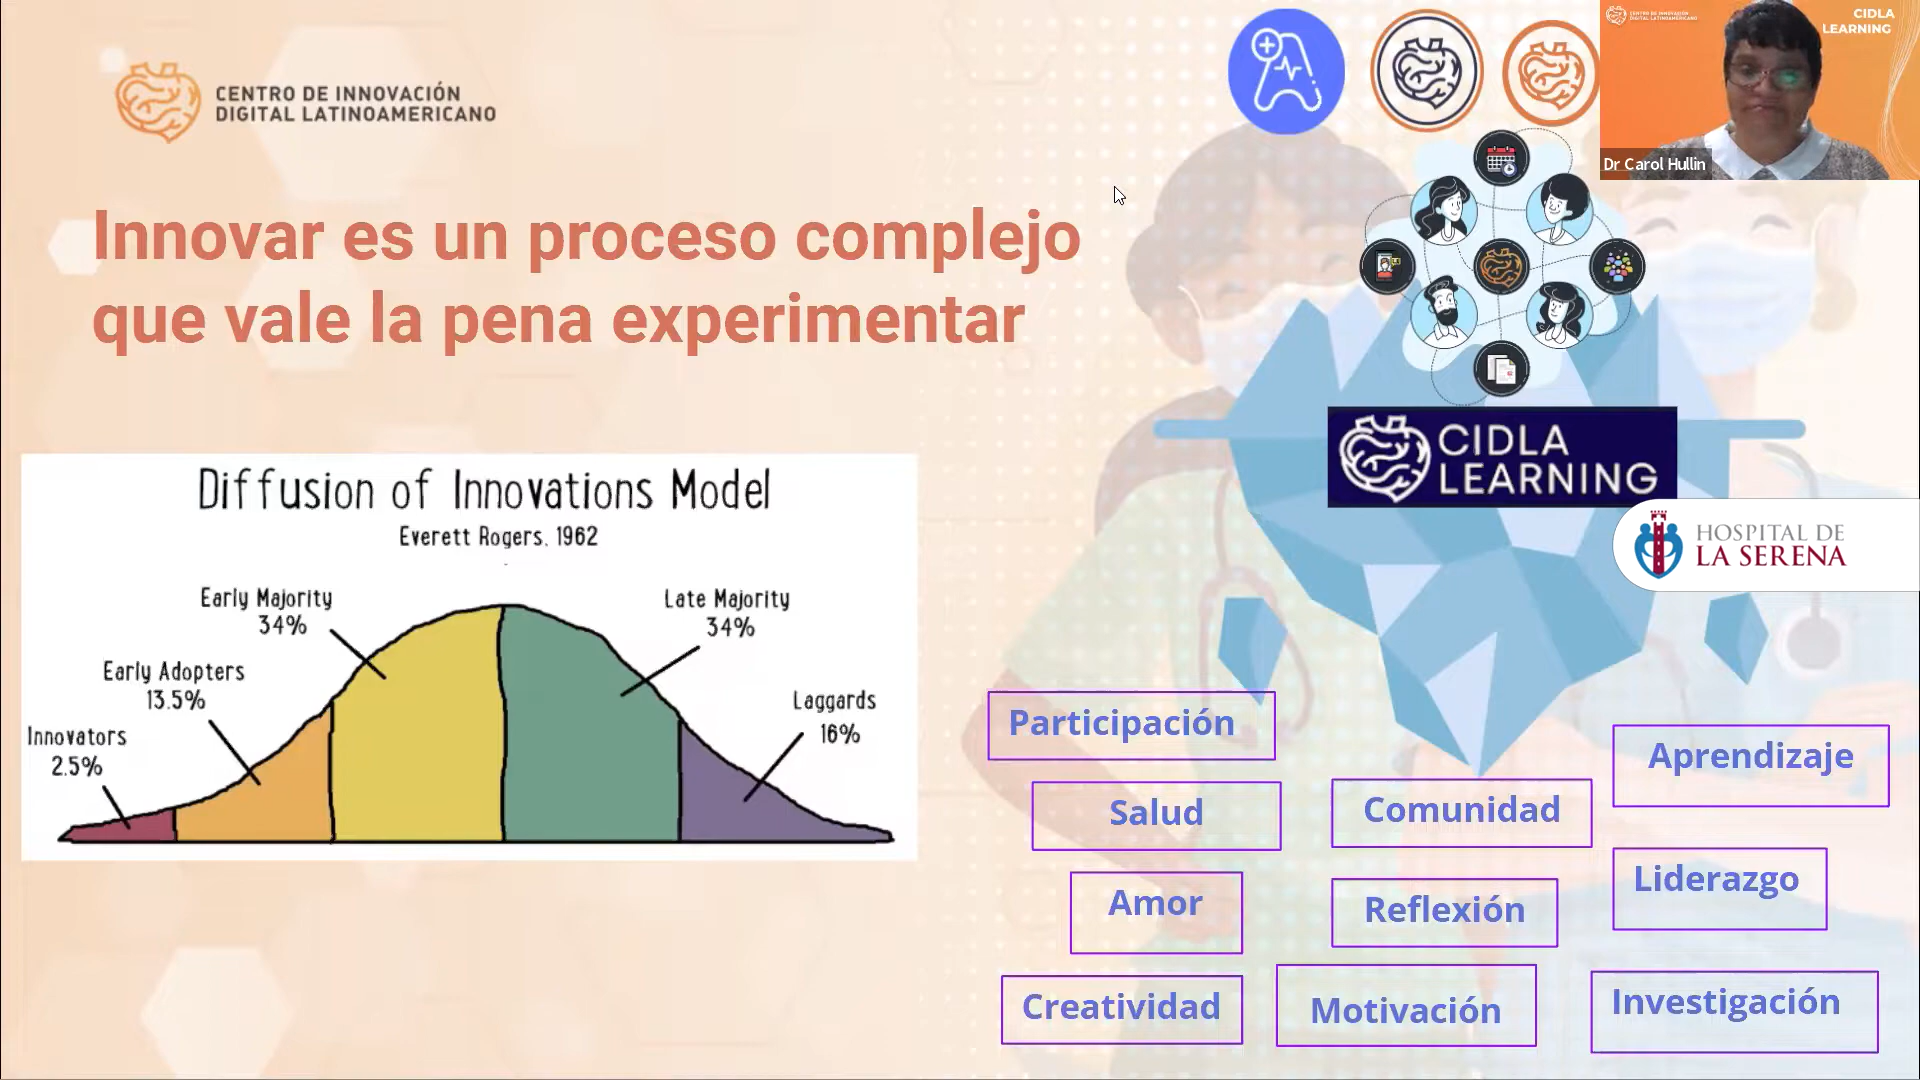 CENTRO DE INNOVACIÓN
DIGITAL LATINOAMERICANO
CIDLA
LEARNING
Dr Carol Hullin
Innovar es un proceso complejo
que vale la pena experimentar
CIDLA
LEARNING
HOSPITAL DE
LA SERENA
Diffusion of Innovations Model
Everett Rogers, 1962
Early Majority
34%
Late Majority
34%
Early Adopters
13.5%
Laggards
16%
Innovators
2.5%
Participación
Aprendizaje
Salud
Comunidad
Liderazgo
Amor
Reflexión
Creatividad
Motivación
Investigación